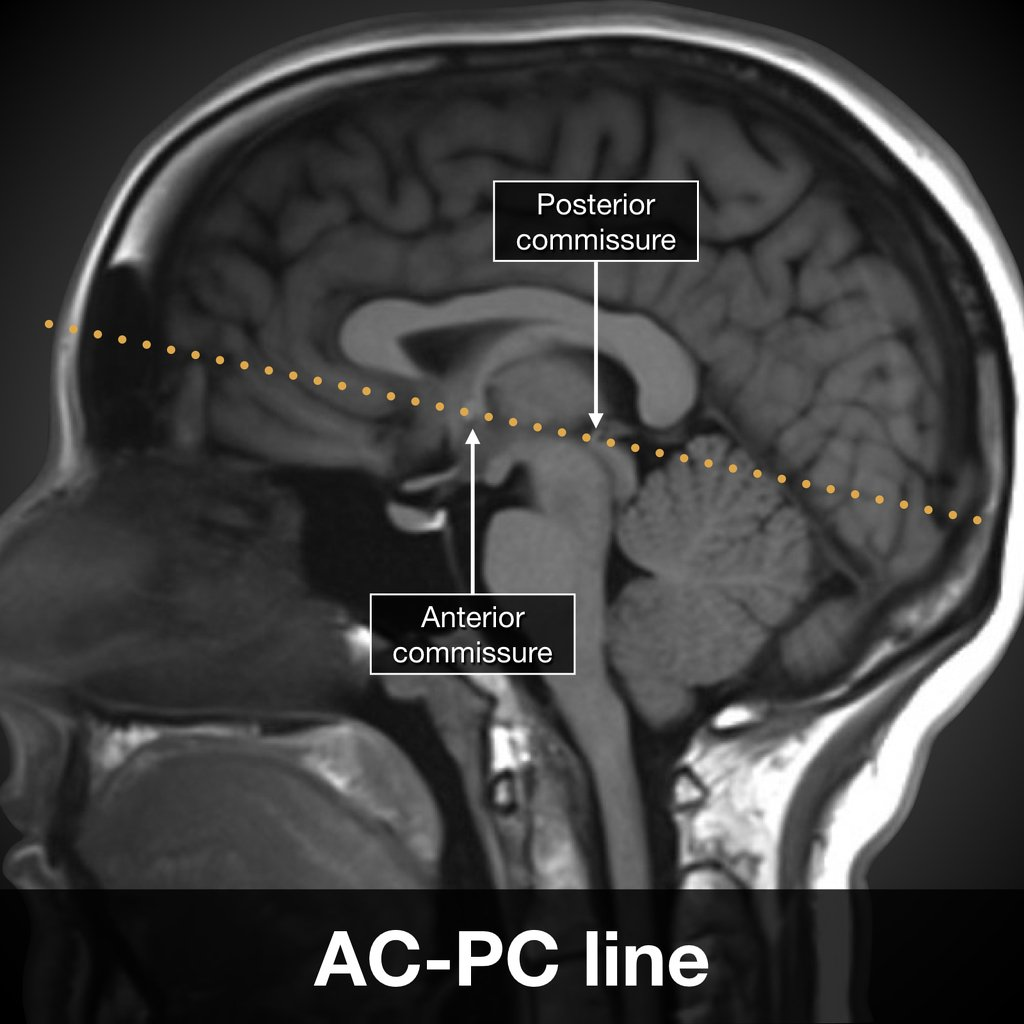 Posterior
commissure
Anterior
commissure
AC-PC line